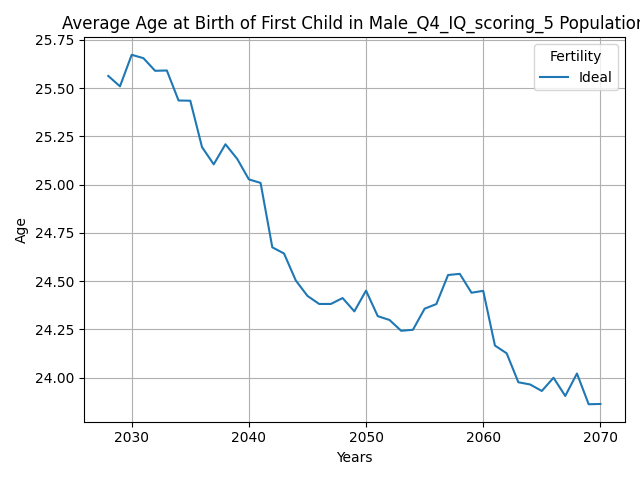 Average Age at Birth of First Child in Male_Q4_IQ_scoring_5 Population
25.75
25.50
25.25
25.00
24.75
24.50
24.25
24.00
Age
Fertility
Ideal
2030 2040 2050 2060 2070
Years